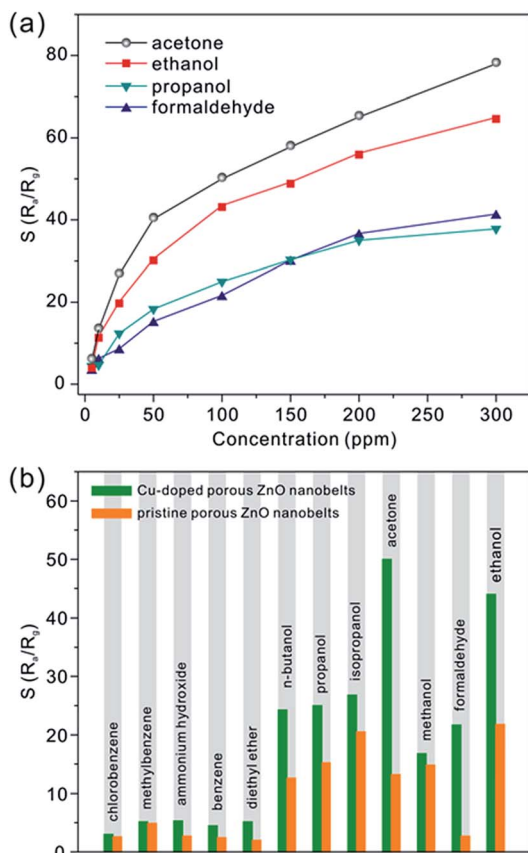 (a)
acetone
ethanol
propanol
formaldehyde
S (Ra/Rg)
80
60
40
20
0
0 50 100 150 200 250 300
Concentration (ppm)
(b)
Cu-doped porous ZnO nanobelts
pristine porous ZnO nanobelts
S (Ra/Rg)
65
60
50
40
30
20
10
0
chlorobenzene
methylbenzene
ammonium hydroxide
benzene
diethyl ether
n-butanol
propanol
isopropanol
acetone
methanol
formaldehyde
ethanol